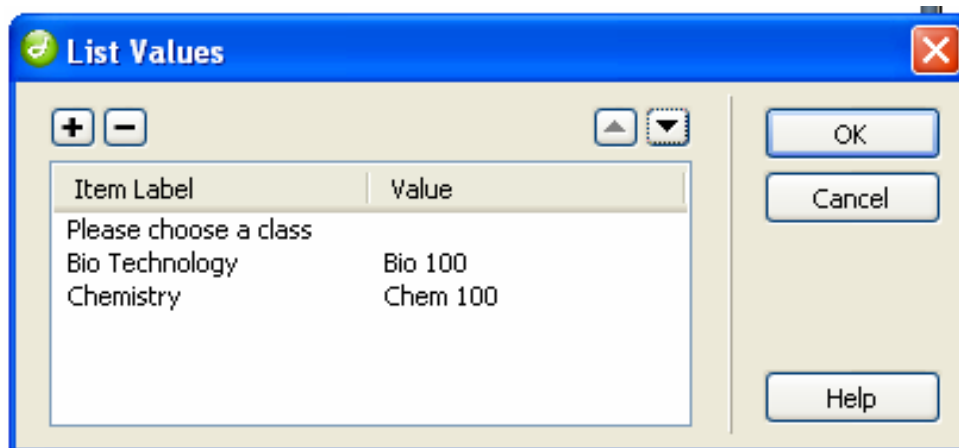 List Values
OK
Cancel
Item Label Value
Please choose a class
Bio Technology Bio 100
Chemistry Chem 100
Help